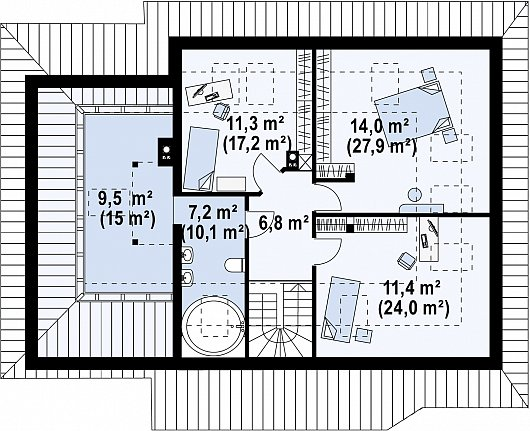 11,3 m²
(17,2 m²)
14,0 m²
(27,9 m²)
9,5 m²
(15 m²)
7,2 m²
(10,1 m²)
6,8 m²
11,4 m²
(24,0 m²)